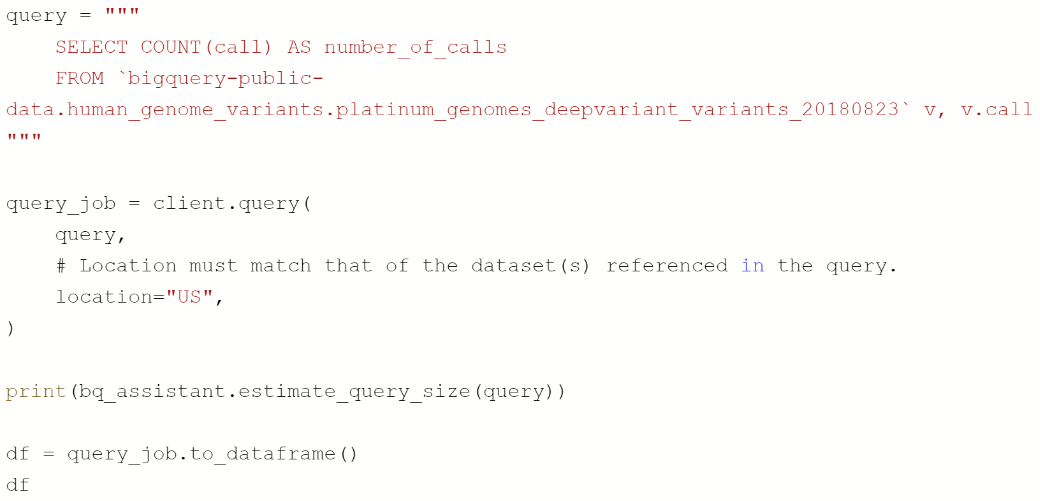 query = """
    SELECT COUNT(call) AS number_of_calls
    FROM `bigquery-public-
data.human_genome_variants.platinum_genomes_deepvariant_variants_20180823` v, v.call
"""

query_job = client.query(
    query,
    # Location must match that of the dataset(s) referenced in the query.
    location="US",
)

print(bq_assistant.estimate_query_size(query))

df = query_job.to_dataframe()
df